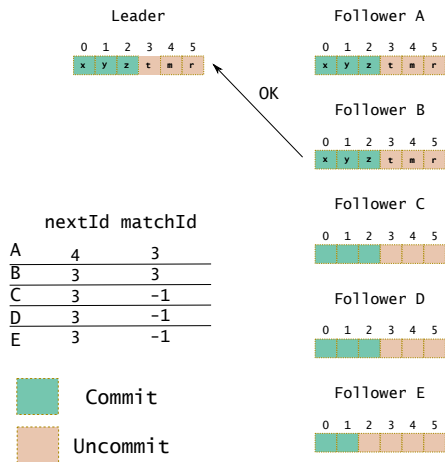 Leader
0 1 2 3 4 5
x y z t m r
OK
Follower A
0 1 2 3 4 5
x y z t m r
Follower B
0 1 2 3 4 5
x y z t m r
Follower C
0 1 2 3 4 5
Follower D
0 1 2 3 4 5
Follower E
0 1 2 3 4 5
nextId matchId
A 4 3
B 3 3
C 3 -1
D 3 -1
E 3 -1
Commit
Uncommit